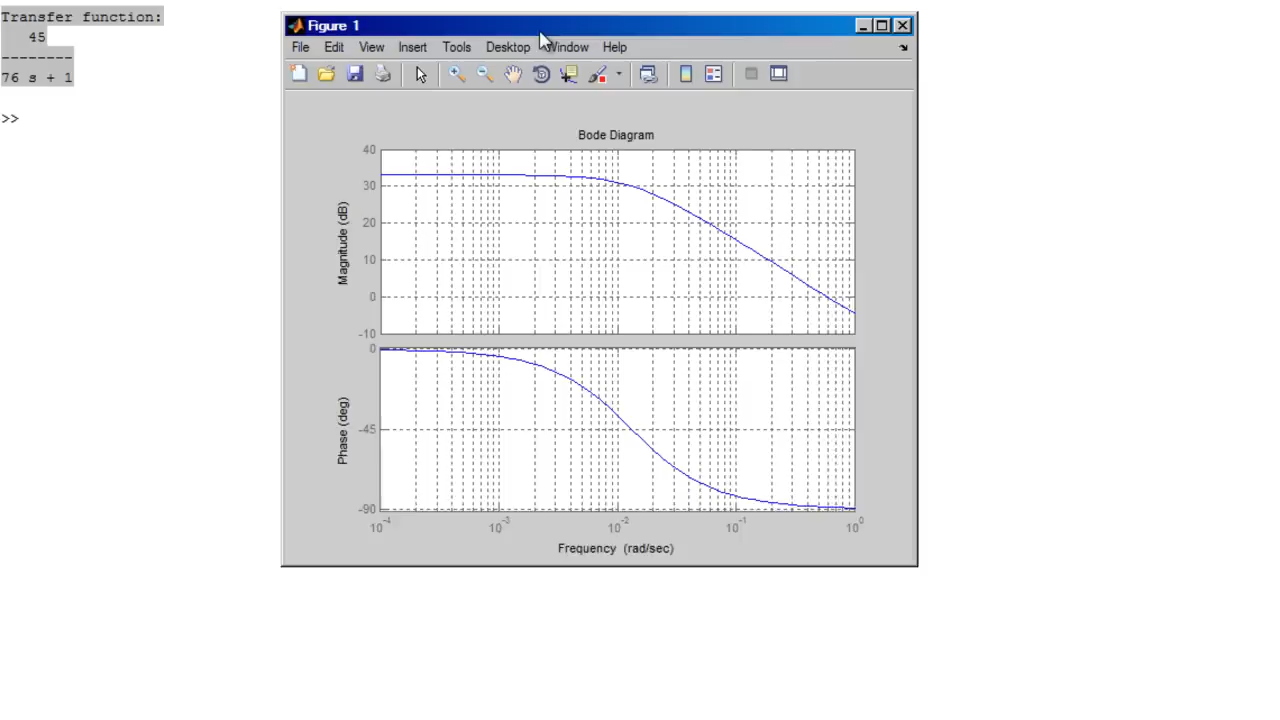 Transfer function:
45
--------
76 s + 1
>>
Figure 1
File Edit View Insert Tools Desktop Window Help
Bode Diagram
40
30
20
10
0
-10
Magnitude (dB)
0
-45
-90
Phase (deg)
10^-4 10^-3 10^-2 10^-1 10^0
Frequency (rad/sec)